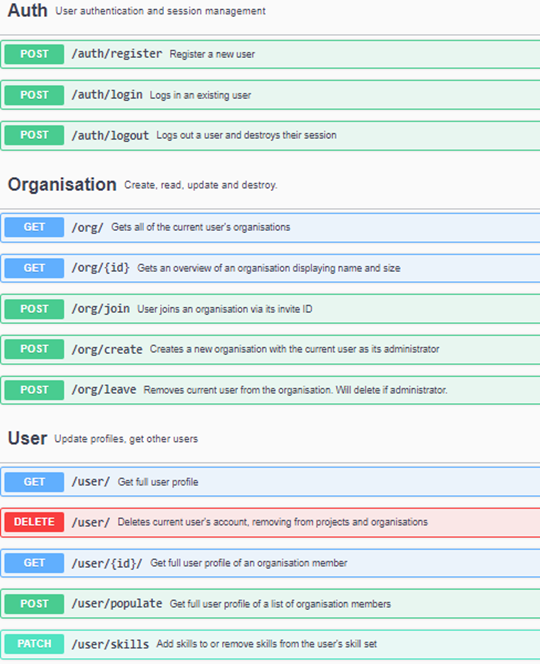 Auth User authentication and session management
POST /auth/register Register a new user
POST /auth/login Logs in an existing user
POST /auth/logout Logs out a user and destroys their session
Organisation Create, read, update and destroy.
GET /org/ Gets all of the current user's organisations
GET /org/{id} Gets an overview of an organisation displaying name and size
POST /org/join User joins an organisation via its invite ID
POST /org/create Creates a new organisation with the current user as its administrator
POST /org/leave Removes current user from the organisation. Will delete if administrator.
User Update profiles, get other users
GET /user/ Get full user profile
DELETE /user/ Deletes current user's account, removing from projects and organisations
GET /user/{id}/ Get full user profile of an organisation member
POST /user/populate Get full user profile of a list of organisation members
PATCH /user/skills Add skills to or remove skills from the user's skill set